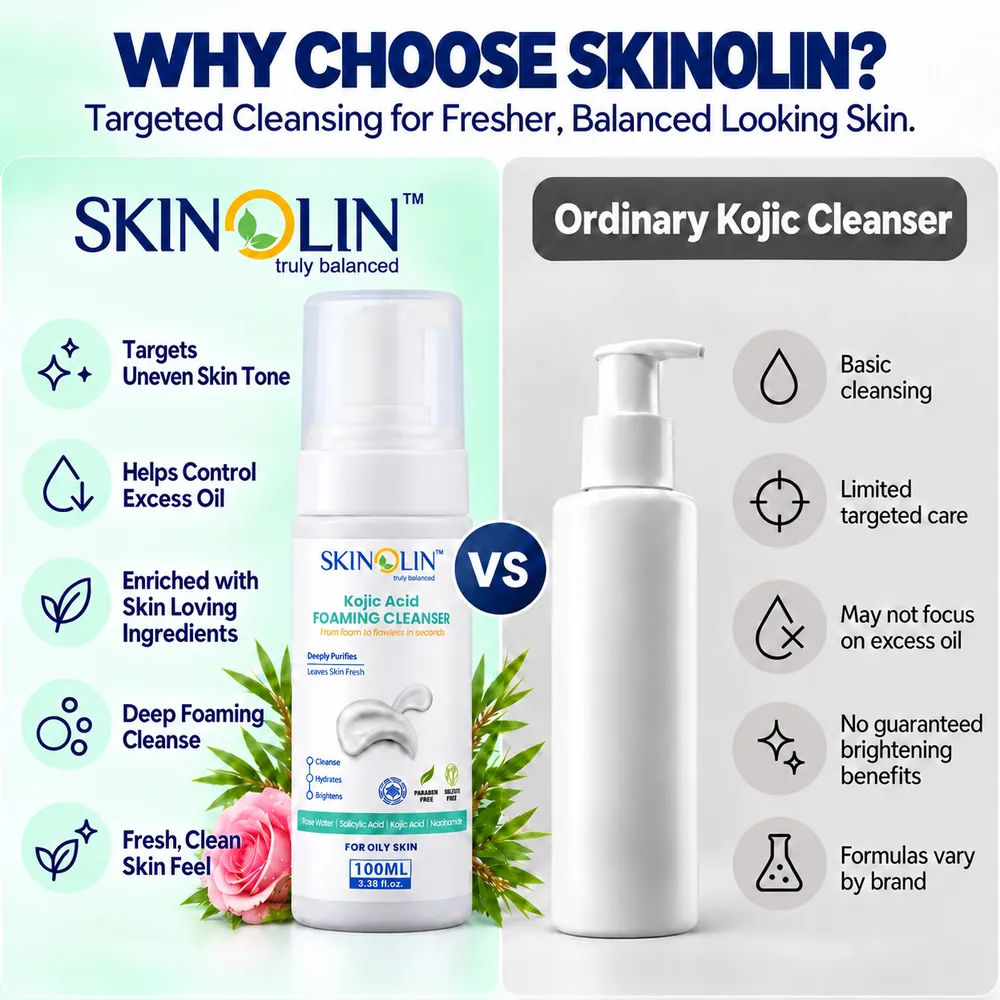 WHY CHOOSE SKINOLIN?
Targeted Cleansing for Fresher, Balanced Looking Skin.
SKINOLIN™
truly balanced
Targets
Uneven Skin Tone
Helps Control
Excess Oil
Enriched with
Skin Loving
Ingredients
Deep Foaming
Cleanse
Fresh, Clean
Skin Feel
SKINOLIN™
truly balanced
Kojic Acid
FOAMING CLEANSER
From foam to flawless in seconds
Deeply Purifies
Leaves Skin Fresh
Cleanse
Hydrates
Brightens
PARABEN
FREE
SULFATE
FREE
Rose Water | Salicylic Acid | Kojic Acid | Niacinamide
FOR OILY SKIN
100ML
3.38 fl.oz.
VS
Ordinary Kojic Cleanser
Basic
cleansing
Limited
targeted care
May not focus
on excess oil
No guaranteed
brightening
benefits
Formulas vary
by brand